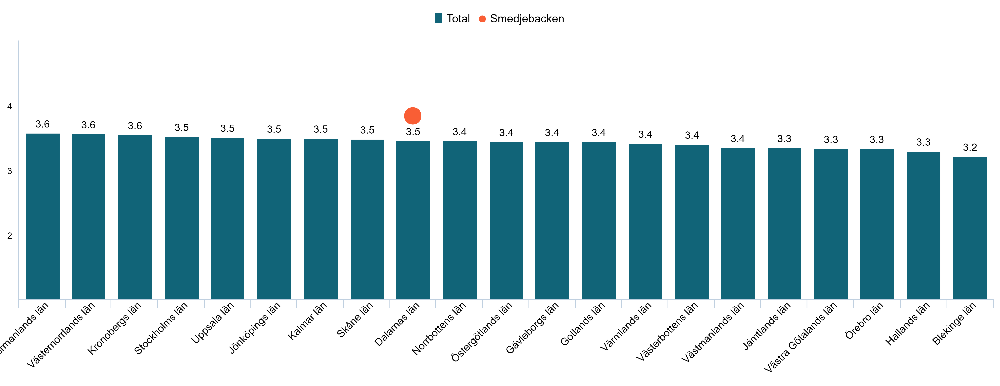 Total Smedjebacken
4
3
2
3.6 3.6 3.6 3.5 3.5 3.5 3.5 3.5 3.5 3.4 3.4 3.4 3.4 3.4 3.4 3.4 3.3 3.3 3.3 3.3 3.2
län
Västernorrlands län
Kronobergs län
Stockholms län
Uppsala län
Jönköpings län
Kalmar län
Skåne län
Dalarnas län
Norrbottens län
Östergötlands län
Gävleborgs län
Gotlands län
Värmlands län
Västerbottens län
Västmanlands län
Jämtlands län
Västra Götalands län
Örebro län
Hallands län
Blekinge län